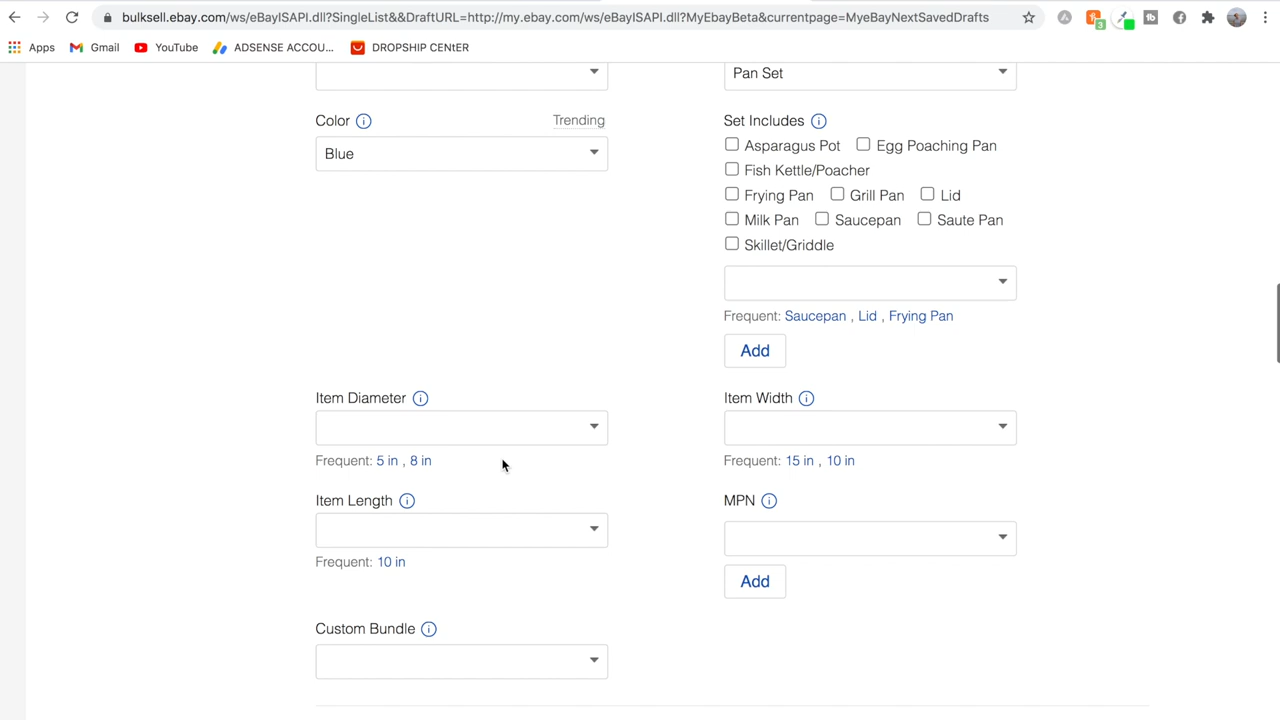 bulksell.ebay.com/ws/eBayISAPI.dll?SingleList&&DraftURL=http://my.ebay.com/ws/eBayISAPI.dll?MyEbayBeta&currentpage=MyeBayNextSavedDrafts
Apps Gmail YouTube ADSENSE ACCOU... DROPSHIP CENtER
Pan Set
Color Trending
Blue
Set Includes
Asparagus Pot Egg Poaching Pan
Fish Kettle/Poacher
Frying Pan Grill Pan Lid
Milk Pan Saucepan Saute Pan
Skillet/Griddle
Frequent: Saucepan , Lid , Frying Pan
Add
Item Diameter
Frequent: 5 in , 8 in
Item Width
Frequent: 15 in , 10 in
Item Length
Frequent: 10 in
MPN
Add
Custom Bundle